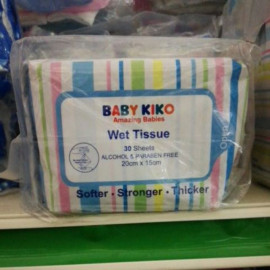 BABY KIKO
Amazing Babies
Wet Tissue
30 Sheets
ALCOHOL & PARABEN FREE
20cm x 15cm
Softer • Stronger • Thicker